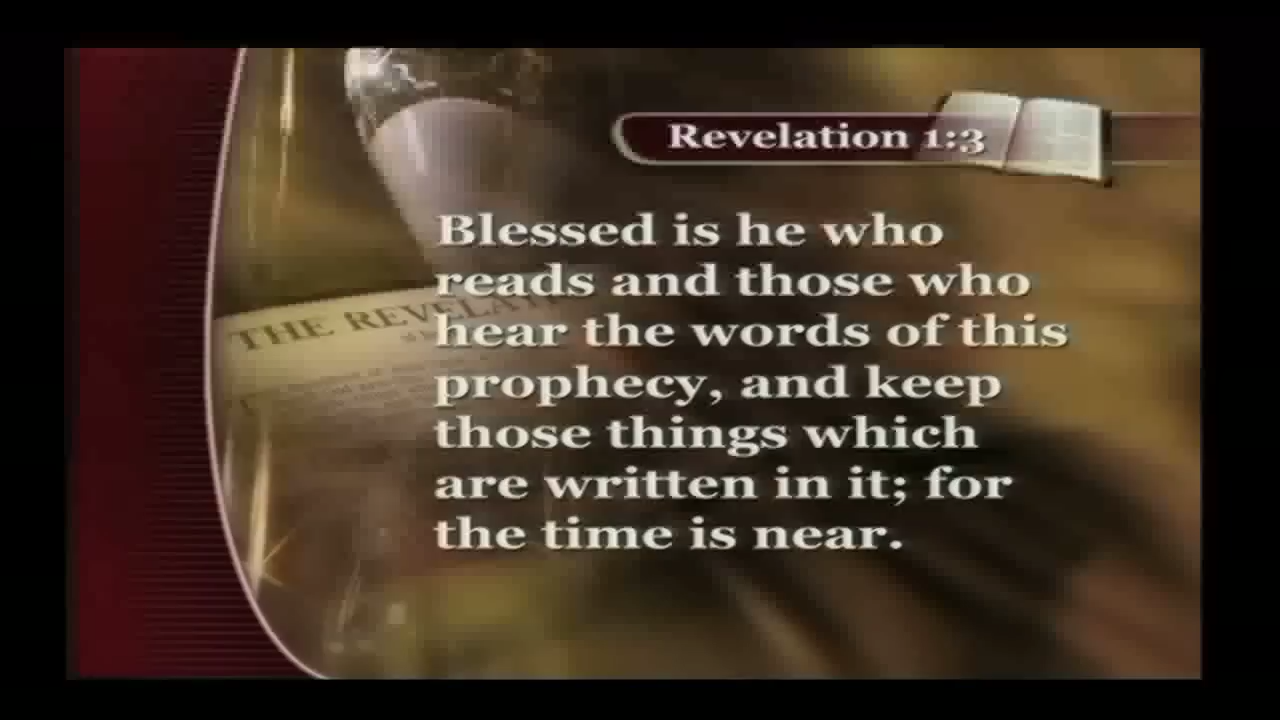 Revelation 1:3
Blessed is he who
reads and those who
hear the words of this
prophecy, and keep
those things which
are written in it; for
the time is near.
THE REVELAT